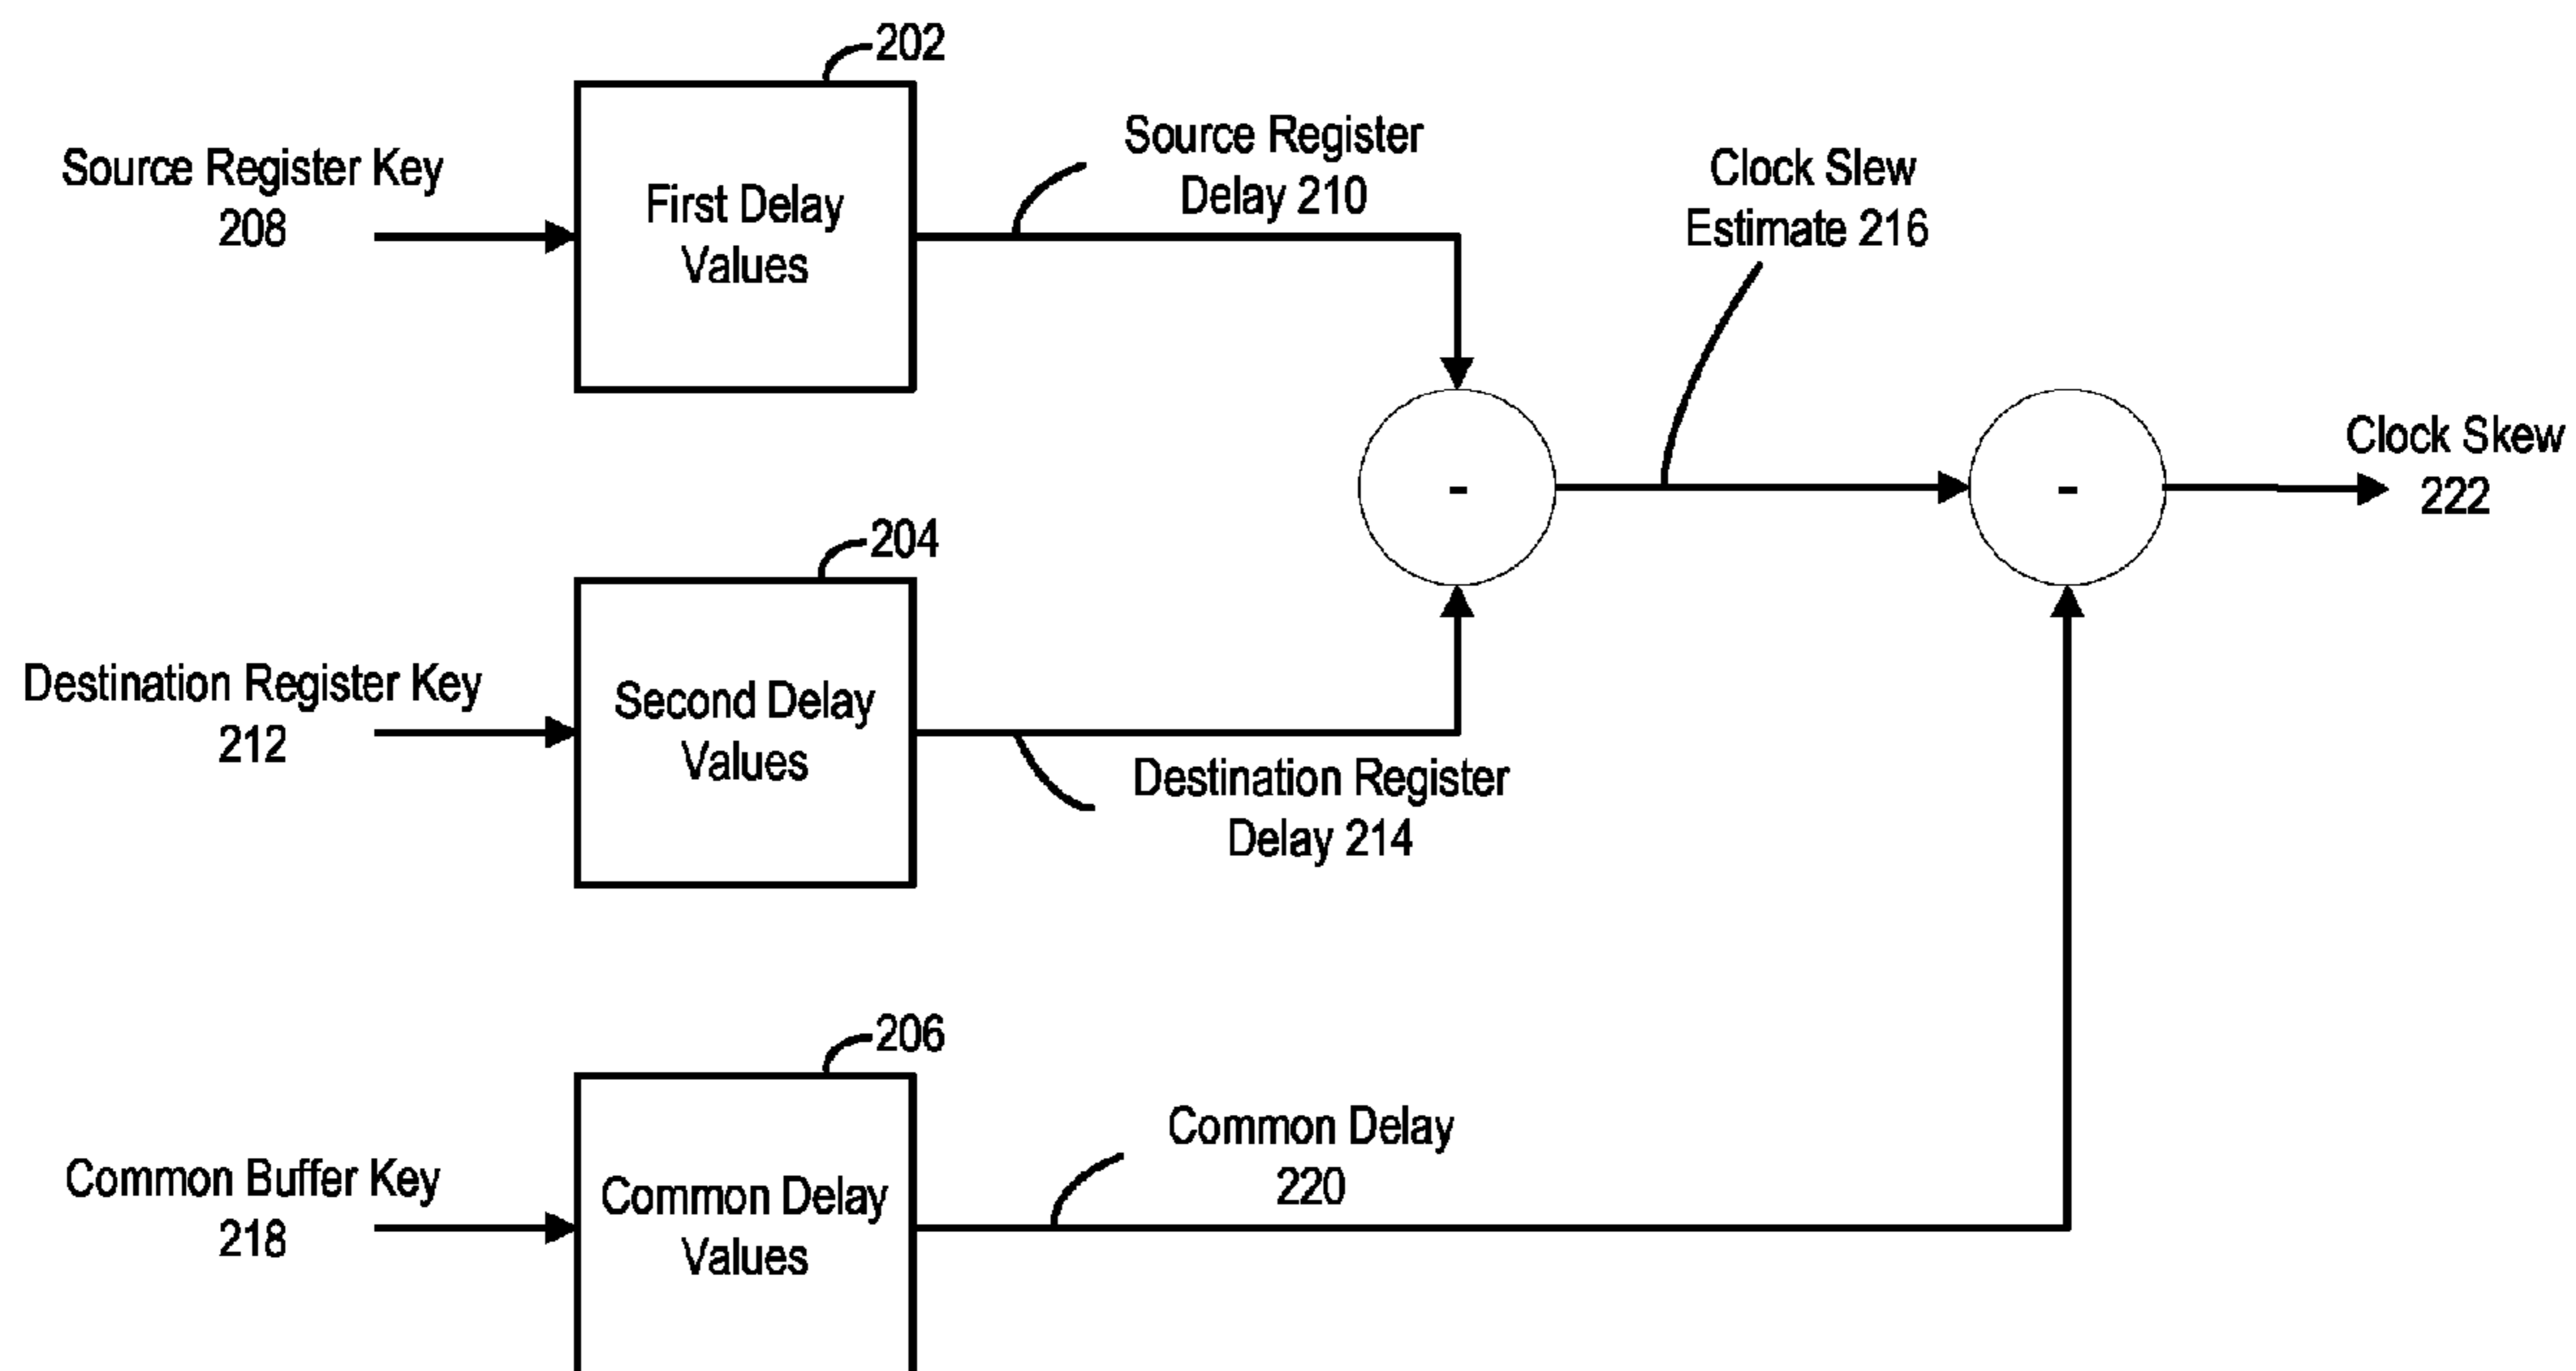 202
Source Register Key
208
First Delay
Values
Source Register
Delay 210
Clock Slew
Estimate 216
-
-
Clock Skew
222
204
Destination Register Key
212
Second Delay
Values
Destination Register
Delay 214
206
Common Buffer Key
218
Common Delay
Values
Common Delay
220